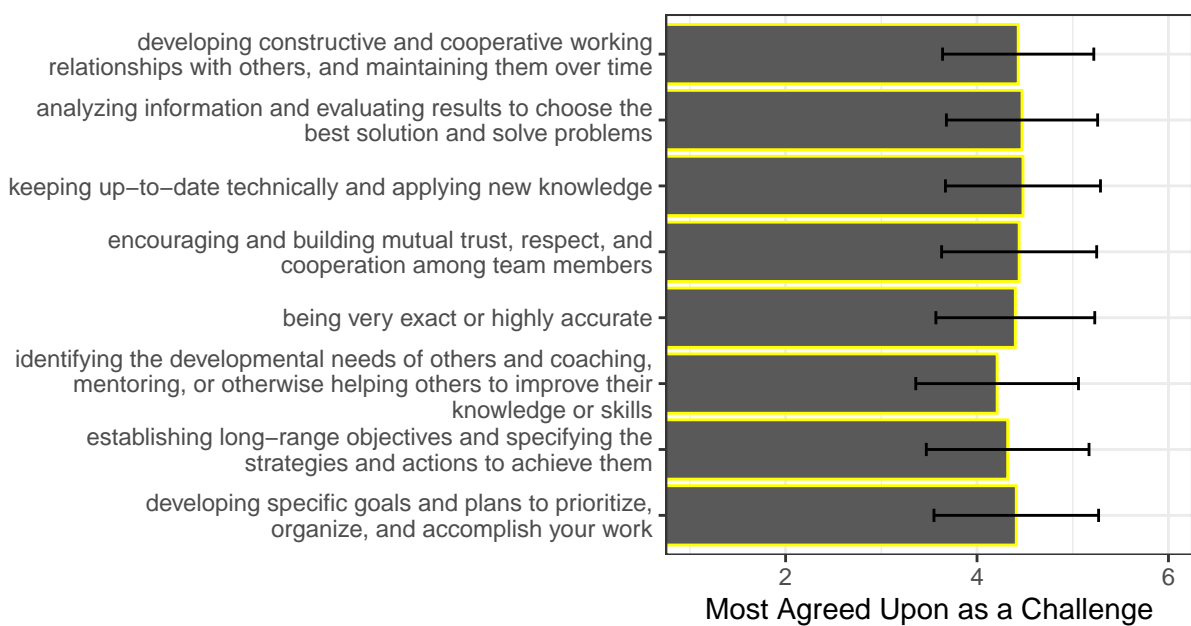 developing constructive and cooperative working
relationships with others, and maintaining them over time
analyzing information and evaluating results to choose the
best solution and solve problems
keeping up−to−date technically and applying new knowledge
encouraging and building mutual trust, respect, and
cooperation among team members
being very exact or highly accurate
identifying the developmental needs of others and coaching,
mentoring, or otherwise helping others to improve their
knowledge or skills
establishing long−range objectives and specifying the
strategies and actions to achieve them
developing specific goals and plans to prioritize,
organize, and accomplish your work
2 4 6
Most Agreed Upon as a Challenge